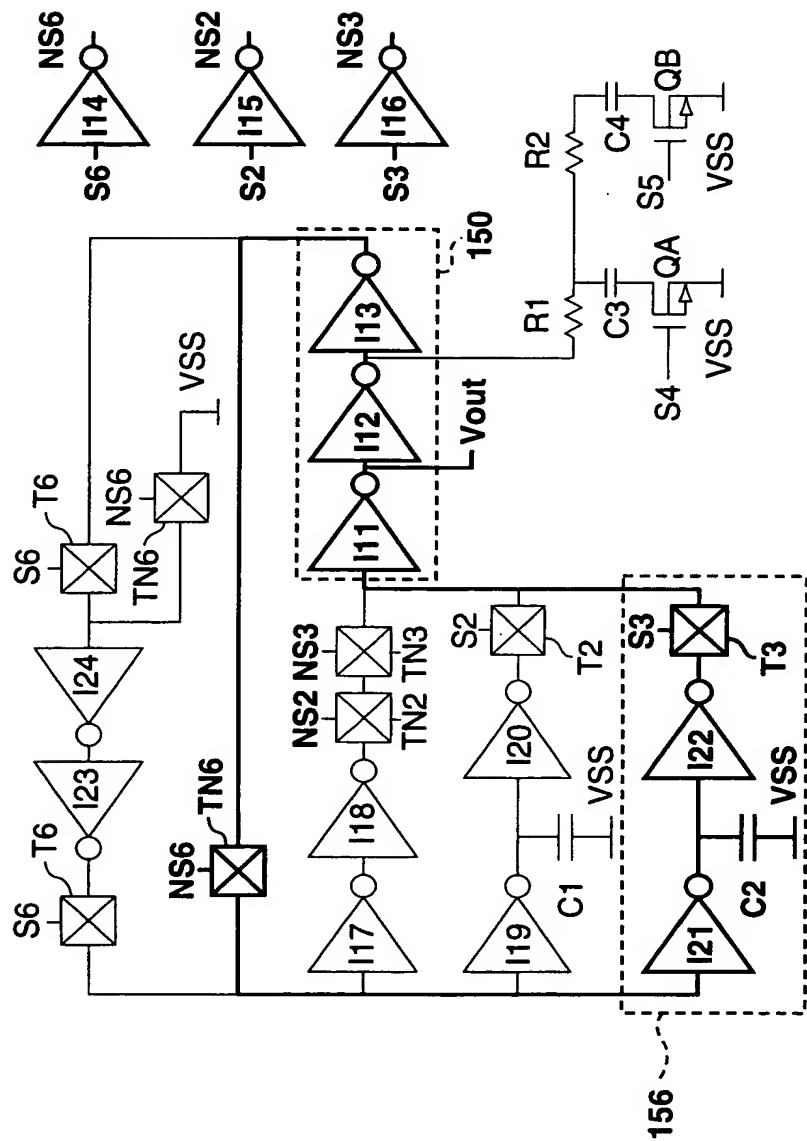 S6
I14
NS6
S2
I15
NS2
S3
I16
NS3
S6
T6
I23
I24
S6
T6
TN6
NS6
VSS
NS6
TN6
I17
I18
NS2
TN2
NS3
TN3
I11
I12
I13
150
Vout
I19
C1
VSS
I20
S2
T2
R1
R2
C3
C4
S4
QA
VSS
S5
QB
VSS
156
I21
C2
VSS
I22
S3
T3